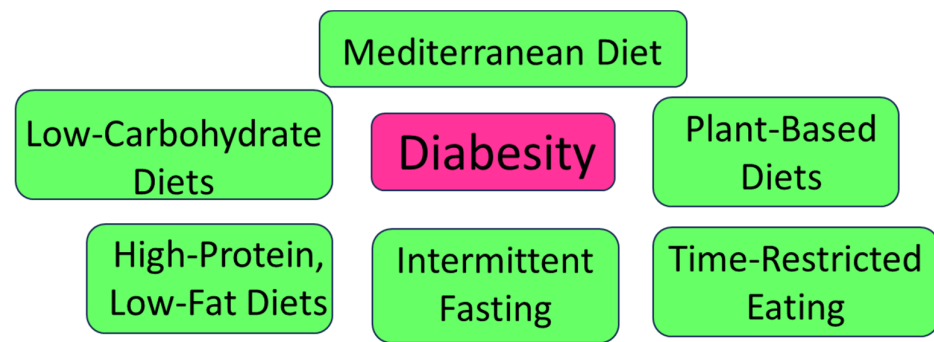 Mediterranean Diet
Low-Carbohydrate
Diets
Diabesity
Plant-Based
Diets
High-Protein,
Low-Fat Diets
Intermittent
Fasting
Time-Restricted
Eating